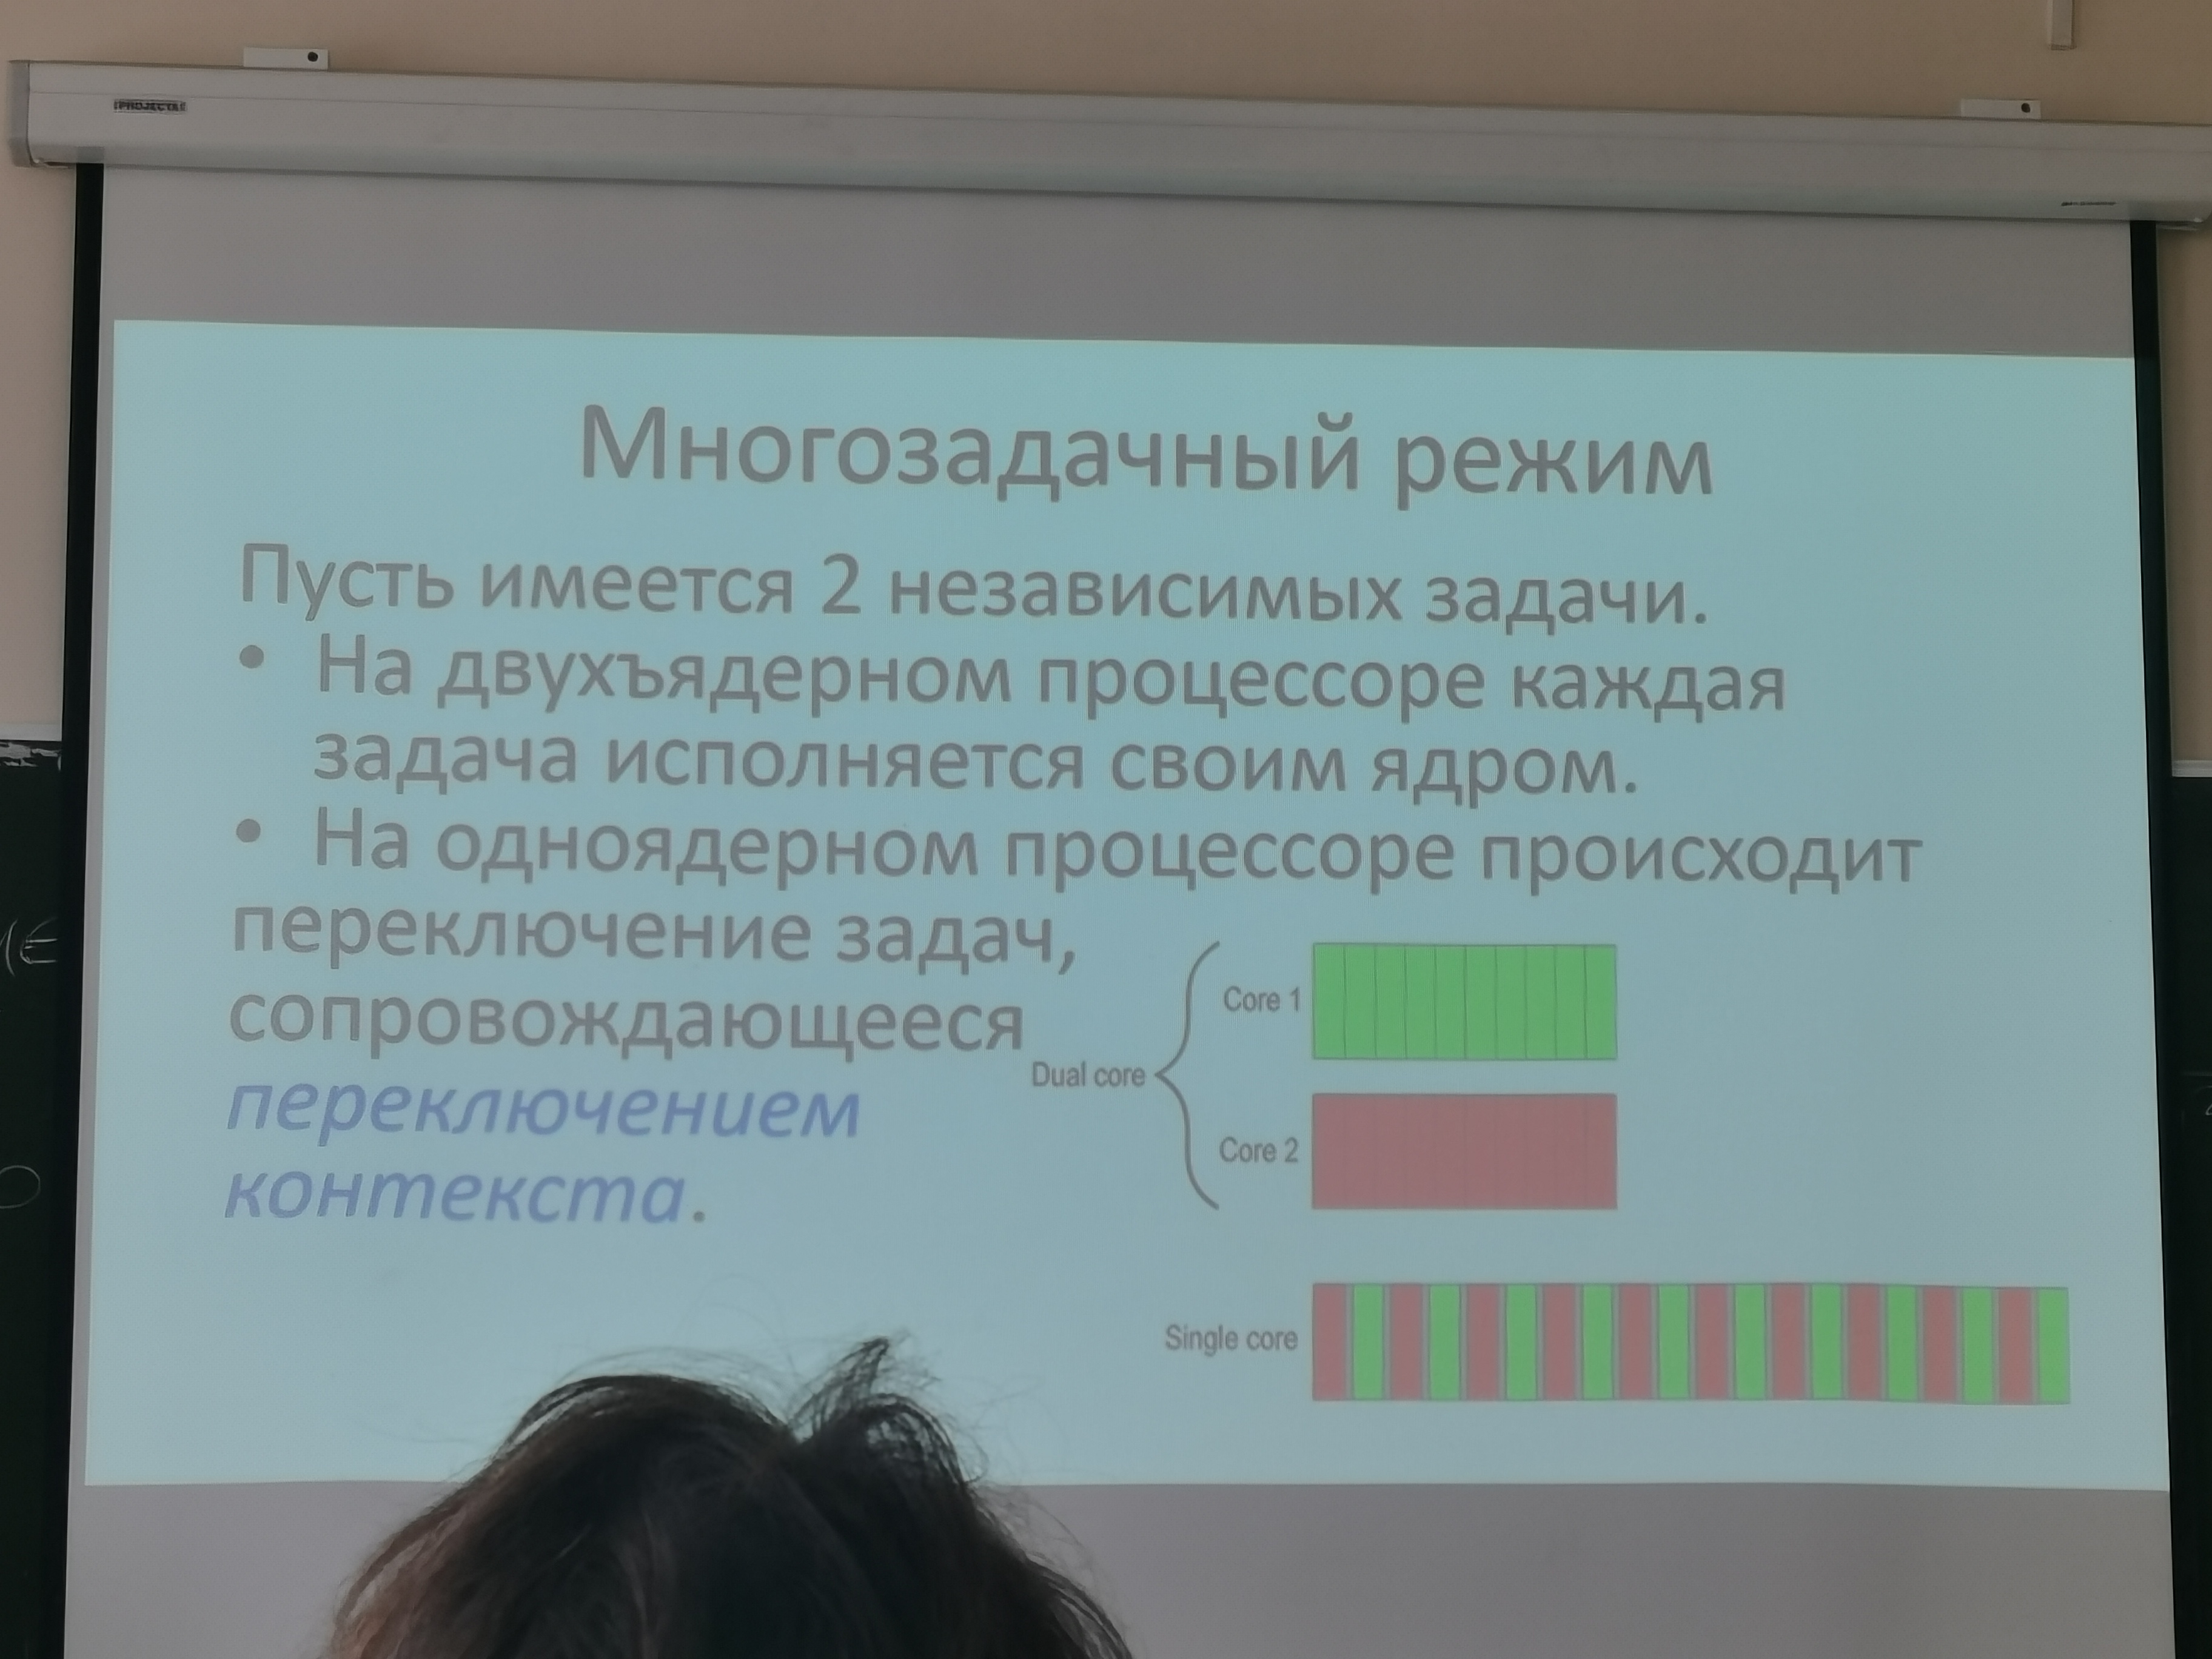 PROJECTA
Многозадачный режим
Пусть имеется 2 независимых задачи.
• На двухъядерном процессоре каждая
задача исполняется своим ядром.
• На одноядерном процессоре происходит
переключение задач,
сопровождающееся
переключением
контекста.
Dual core
Core 1
Core 2
Single core